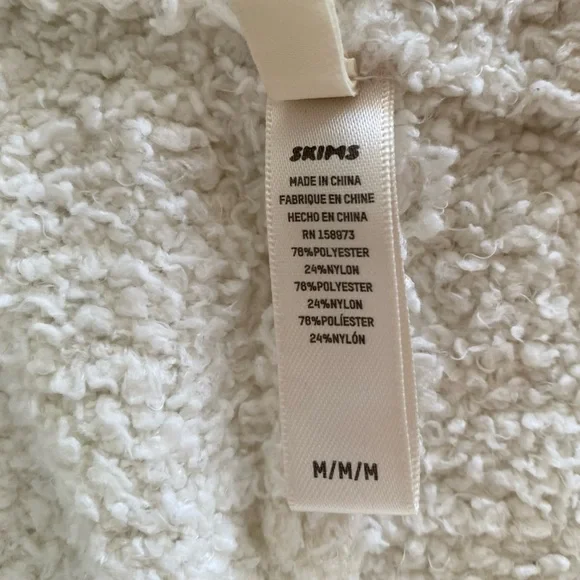 SKIMS
MADE IN CHINA
FABRIQUE EN CHINE
HECHO EN CHINA
RN 158973
76%POLYESTER
24%NYLON
76%POLYESTER
24%NYLON
76%POLÍESTER
24%NYLÓN
M/M/M